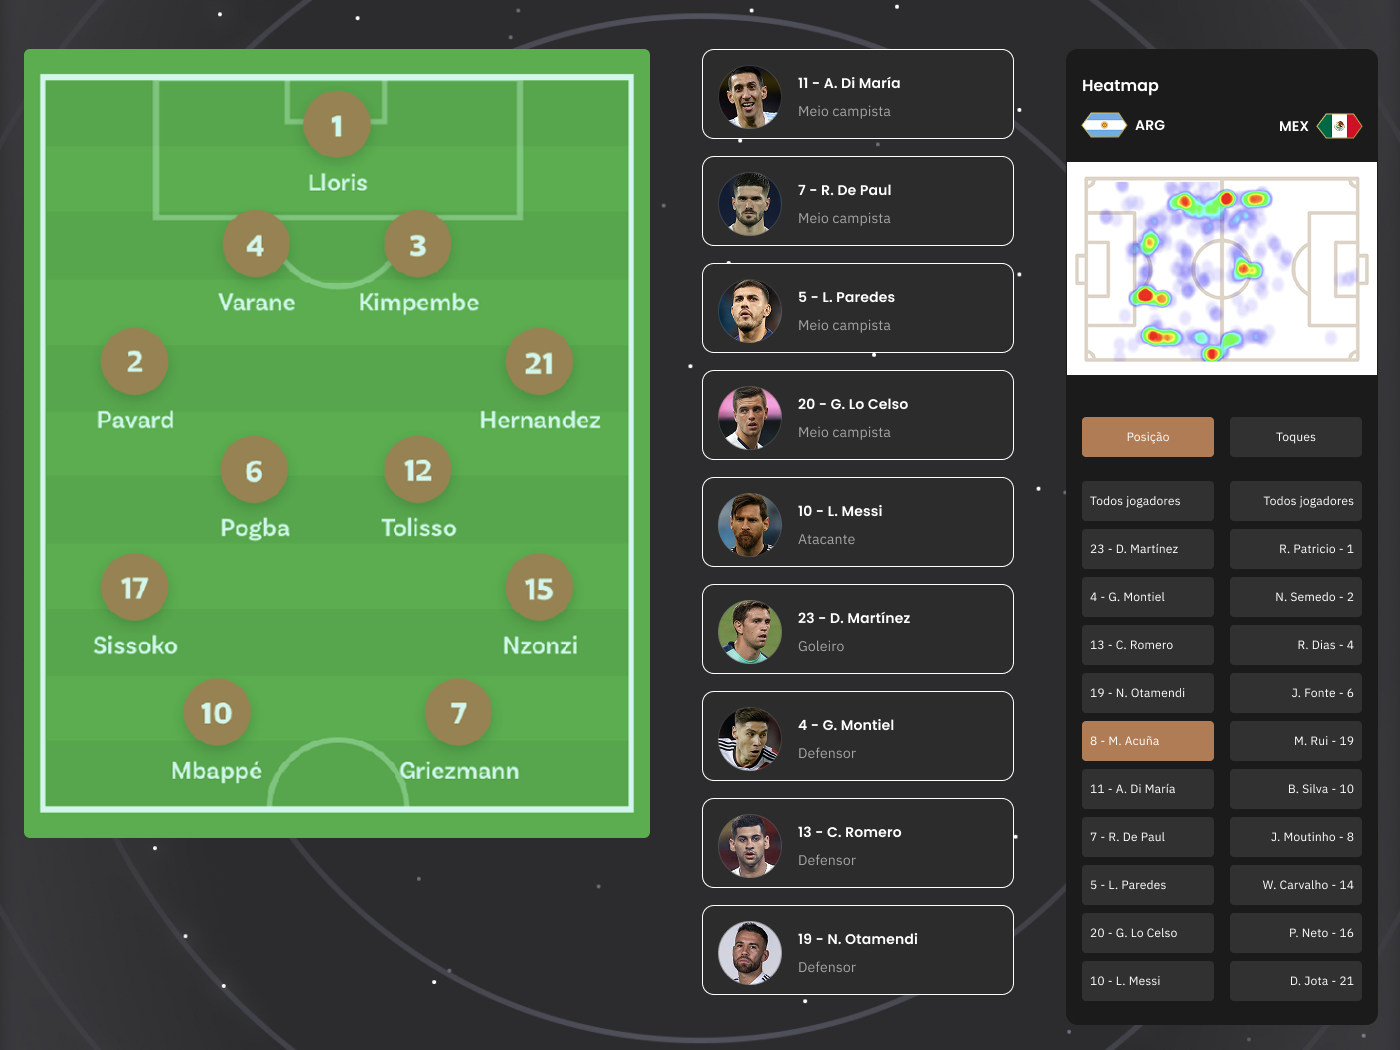 1
Lloris
4
3
Varane
Kimpembe
2
21
Pavard
Hernandez
6
12
Pogba
Tolisso
17
15
Sissoko
Nzonzi
10
7
Mbappé
Griezmann
11 - A. Di María
Meio campista
7 - R. De Paul
Meio campista
5 - L. Paredes
Meio campista
20 - G. Lo Celso
Meio campista
10 - L. Messi
Atacante
23 - D. Martínez
Goleiro
4 - G. Montiel
Defensor
13 - C. Romero
Defensor
19 - N. Otamendi
Defensor
Heatmap
ARG
MEX
Posição
Toques
Todos jogadores
Todos jogadores
23 - D. Martínez
R. Patricio - 1
4 - G. Montiel
N. Semedo - 2
13 - C. Romero
R. Dias - 4
19 - N. Otamendi
J. Fonte - 6
8 - M. Acuña
M. Rui - 19
11 - A. Di María
B. Silva - 10
7 - R. De Paul
J. Moutinho - 8
5 - L. Paredes
W. Carvalho - 14
20 - G. Lo Celso
P. Neto - 16
10 - L. Messi
D. Jota - 21